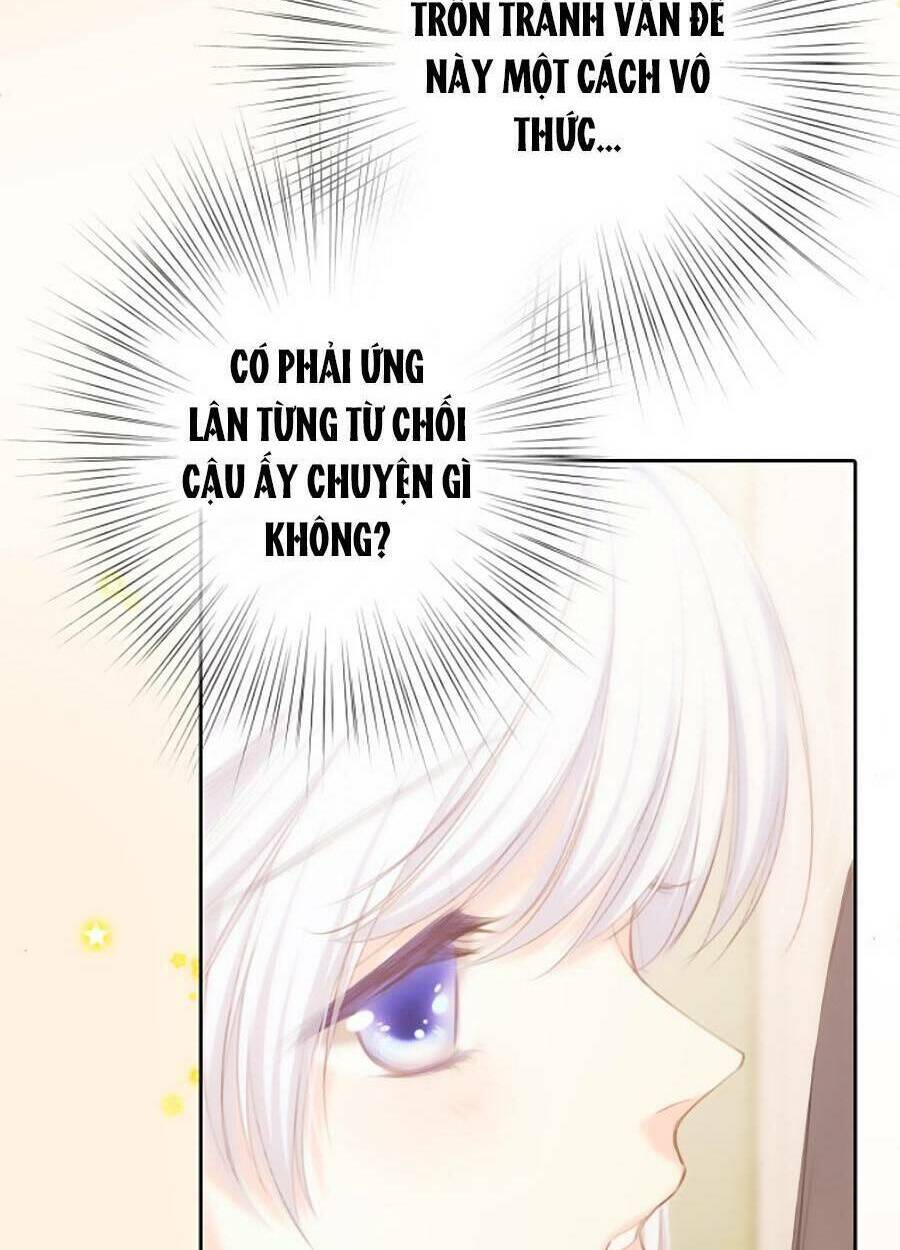 TRỐN TRÁNH VẤN ĐỀ
NÀY MỘT CÁCH VÔ
THỨC...
CÓ PHẢI ỨNG
LÂN TỪNG TỪ CHỐI
CẬU ẤY CHUYỆN GÌ
KHÔNG?